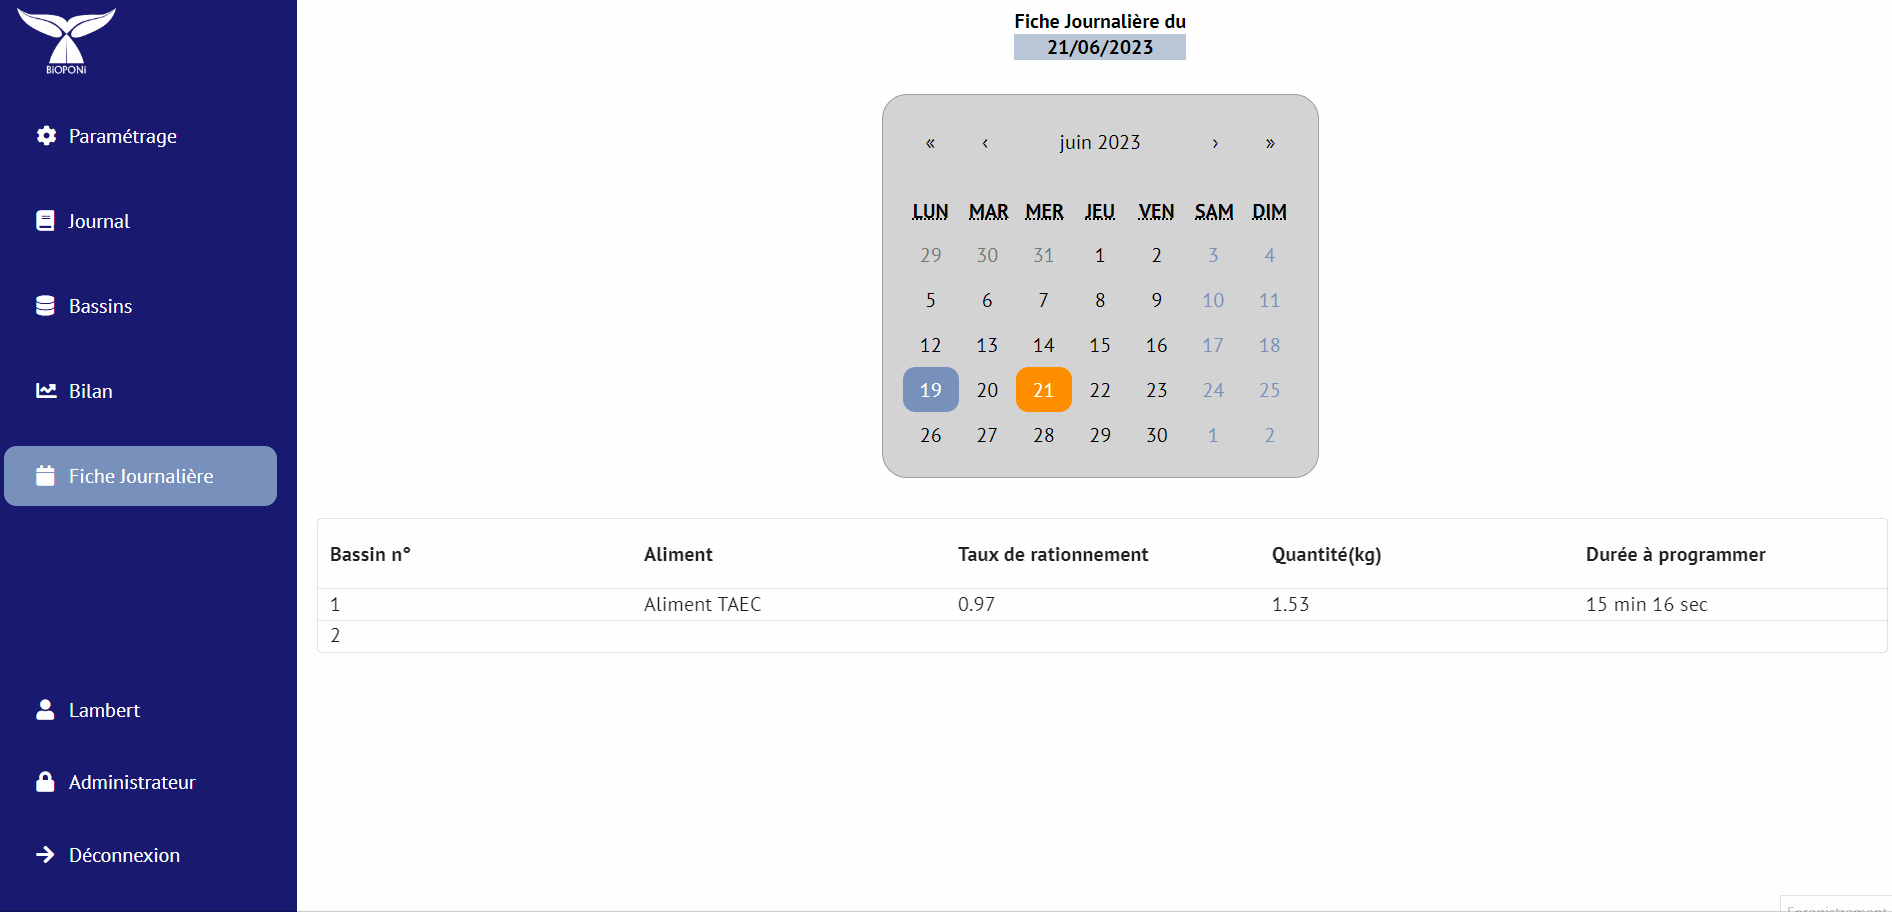 BiOPONi
Paramétrage
Journal
Bassins
Bilan
Fiche Journalière
Lambert
Administrateur
Déconnexion
Fiche Journalière du
21/06/2023
« ‹ juin 2023 › »
LUN MAR MER JEU VEN SAM DIM
29 30 31 1 2 3 4
5 6 7 8 9 10 11
12 13 14 15 16 17 18
19 20 21 22 23 24 25
26 27 28 29 30 1 2
Bassin n° Aliment Taux de rationnement Quantité(kg) Durée à programmer
1 Aliment TAEC 0.97 1.53 15 min 16 sec
2